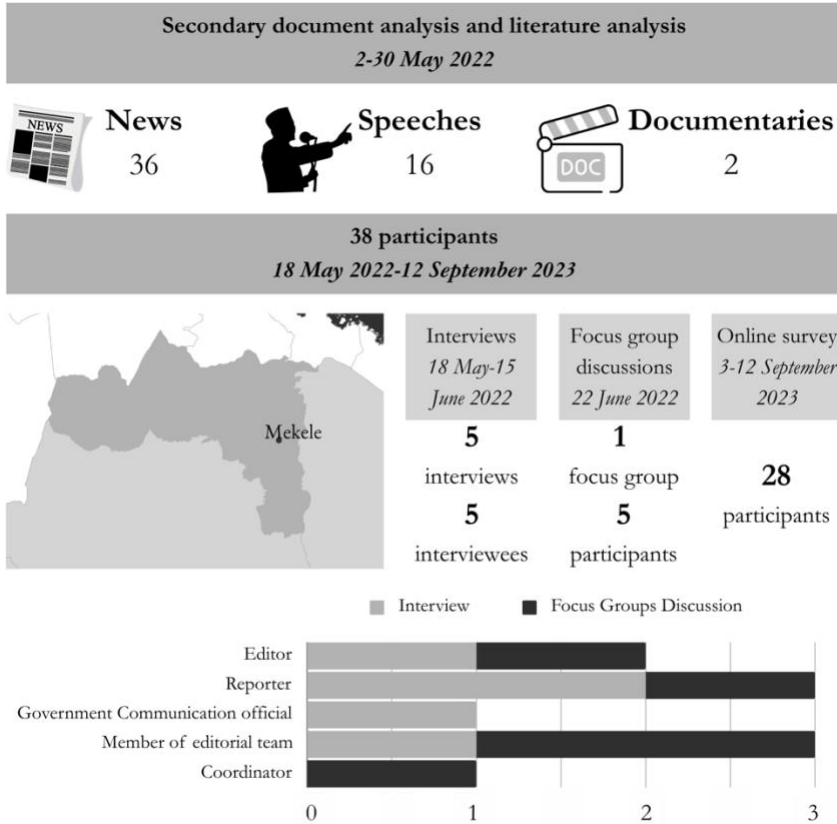 Secondary document analysis and literature analysis
2-30 May 2022
NEWS
News
36
Speeches
16
DOC
Documentaries
2
38 participants
18 May 2022-12 September 2023
Mekele
Interviews
18 May-15
June 2022
5
interviews
5
interviewees
Focus group
discussions
22 June 2022
1
focus group
5
participants
Online survey
3-12 September
2023
28
participants
Interview
Focus Groups Discussion
Editor
Reporter
Government Communication official
Member of editorial team
Coordinator
0 1 2 3